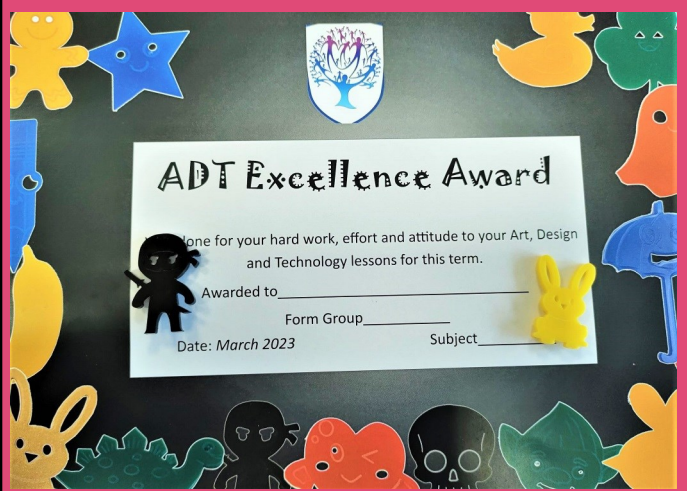 ADT Excellence Award
done for your hard work, effort and attitude to your Art, Design
and Technology lessons for this term.
Awarded to
Form Group
Date: March 2023 Subject